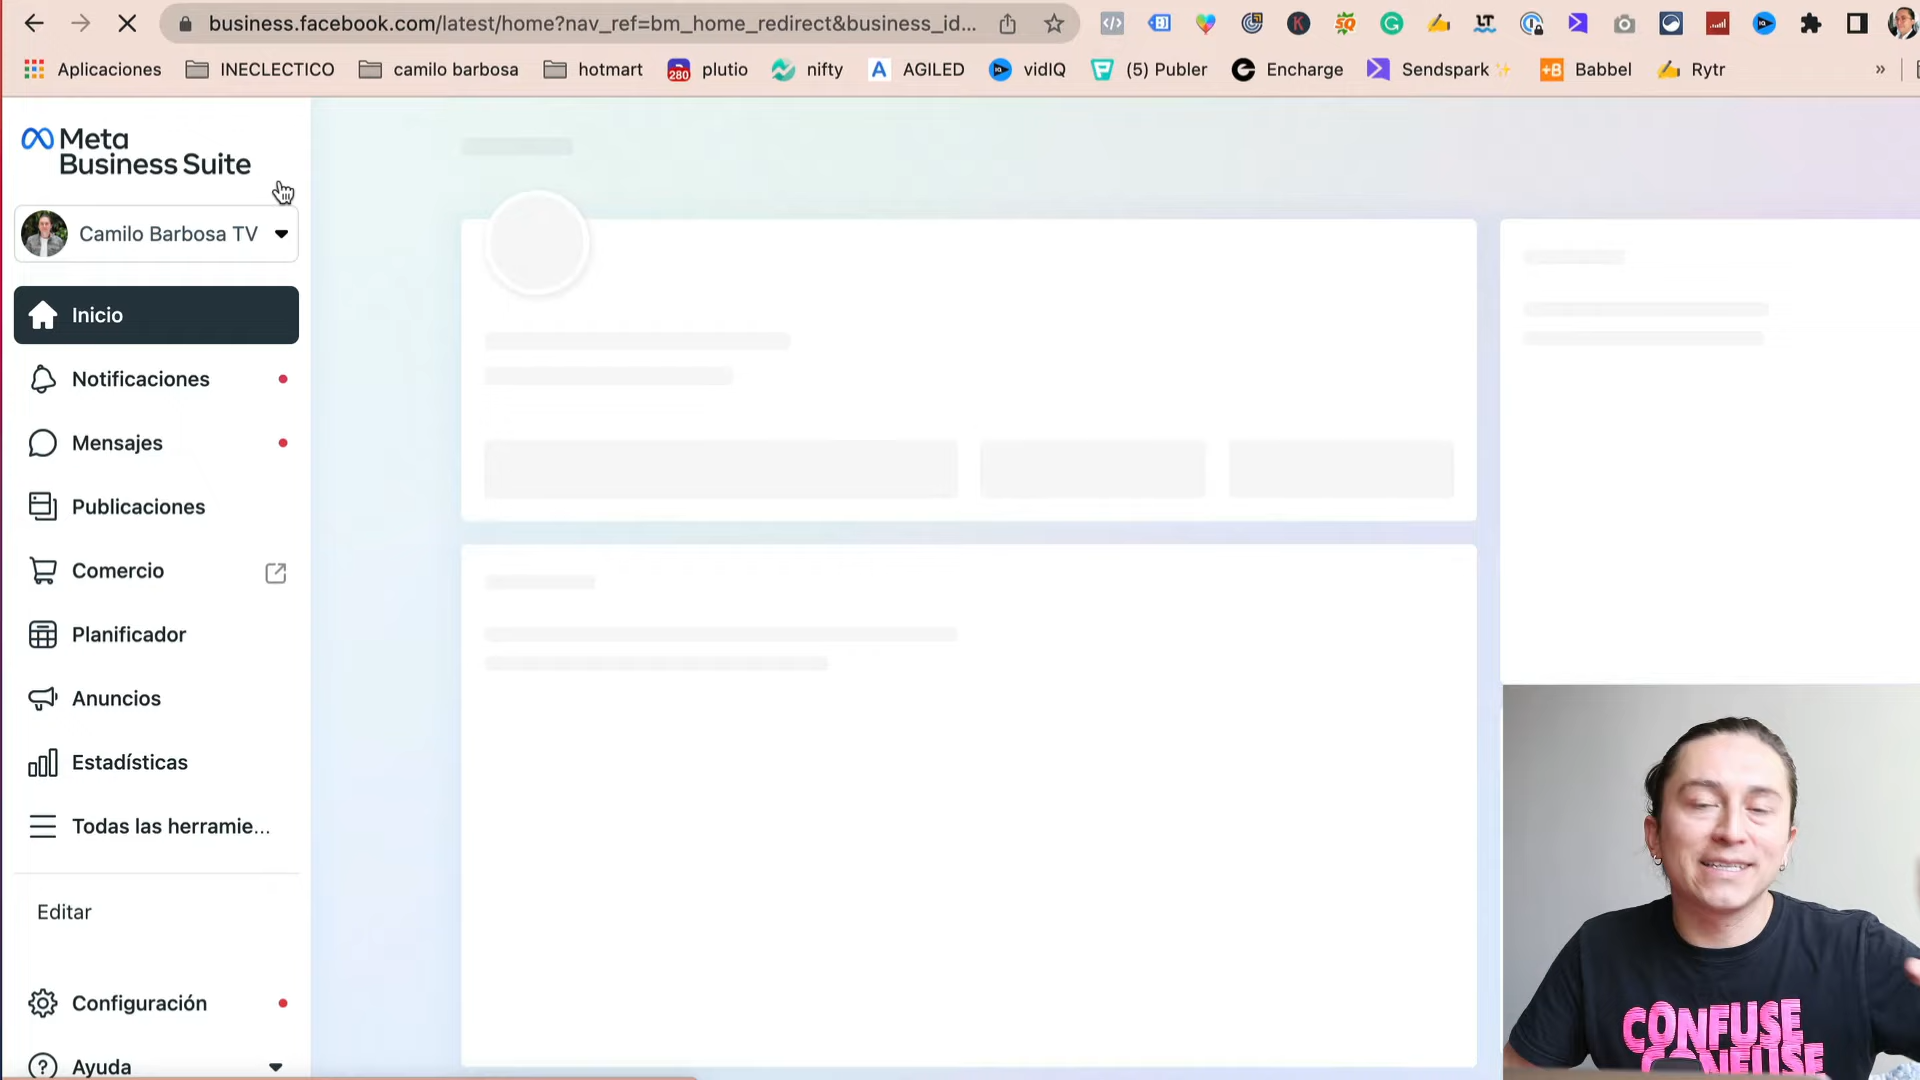 business.facebook.com/latest/home?nav_ref=bm_home_redirect&business_id...
Aplicaciones INECLECTICO camilo barbosa hotmart 280 plutio nifty A AGILED vidIQ (5) Publer Encharge Sendspark✨ +B Babbel Rytr »
Meta
Business Suite
Camilo Barbosa TV
Inicio
Notificaciones
Mensajes
Publicaciones
Comercio
Planificador
Anuncios
Estadísticas
Todas las herramie...
Editar
Configuración
Ayuda
CONFUSE
CONFUSE